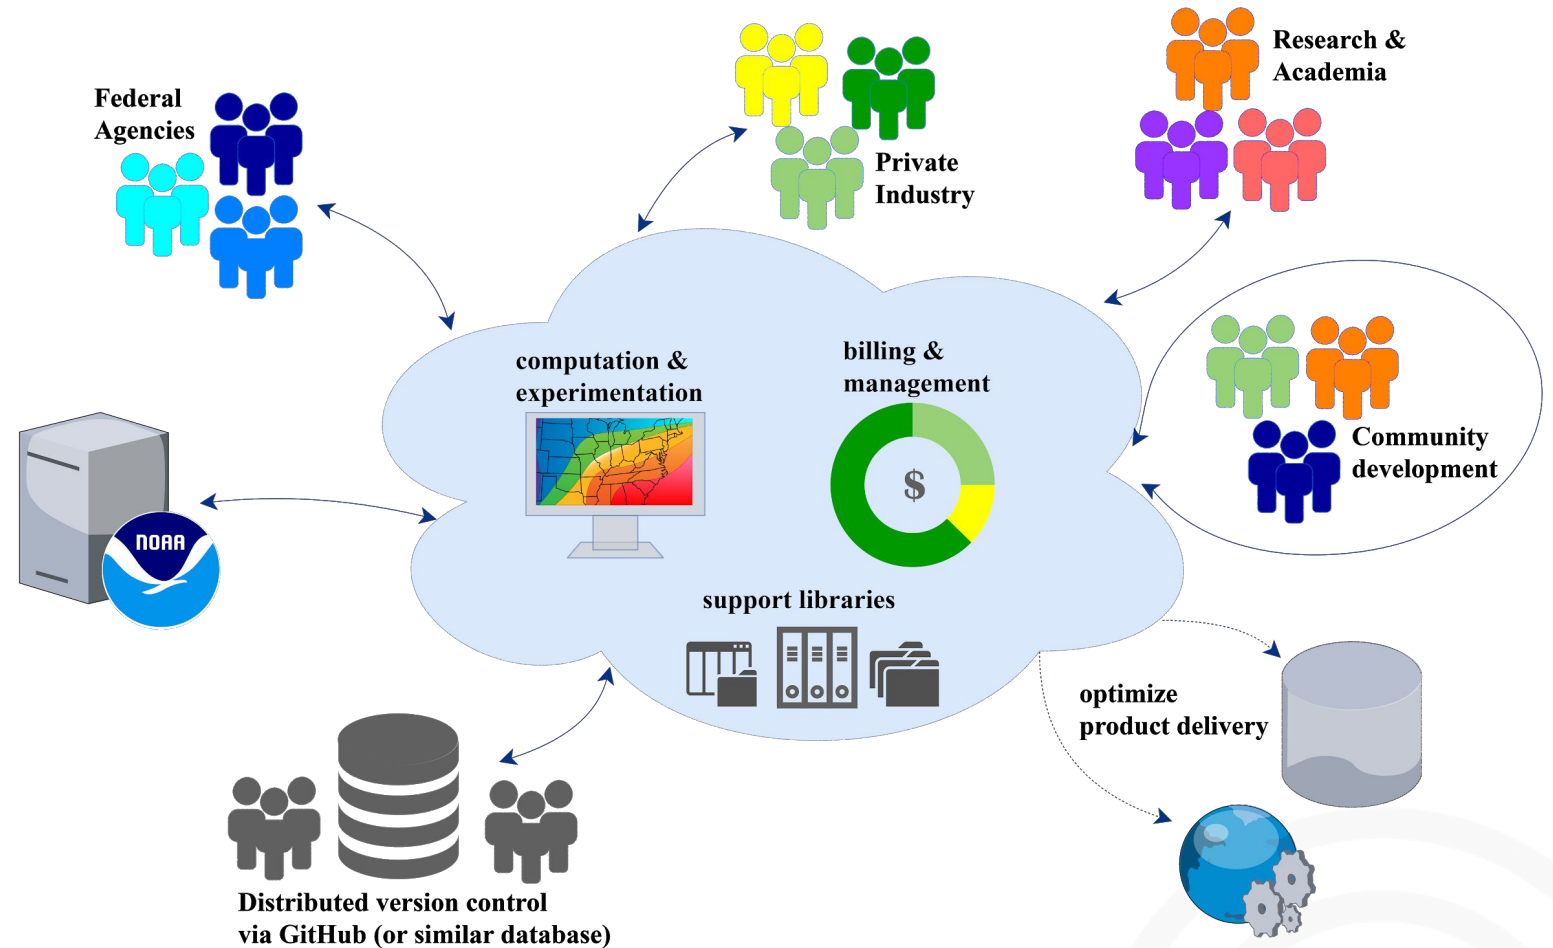 Federal
Agencies
Private
Industry
Research &
Academia
computation &
experimentation
billing &
management
$
Community
development
NOAA
support libraries
optimize
product delivery
Distributed version control
via GitHub (or similar database)